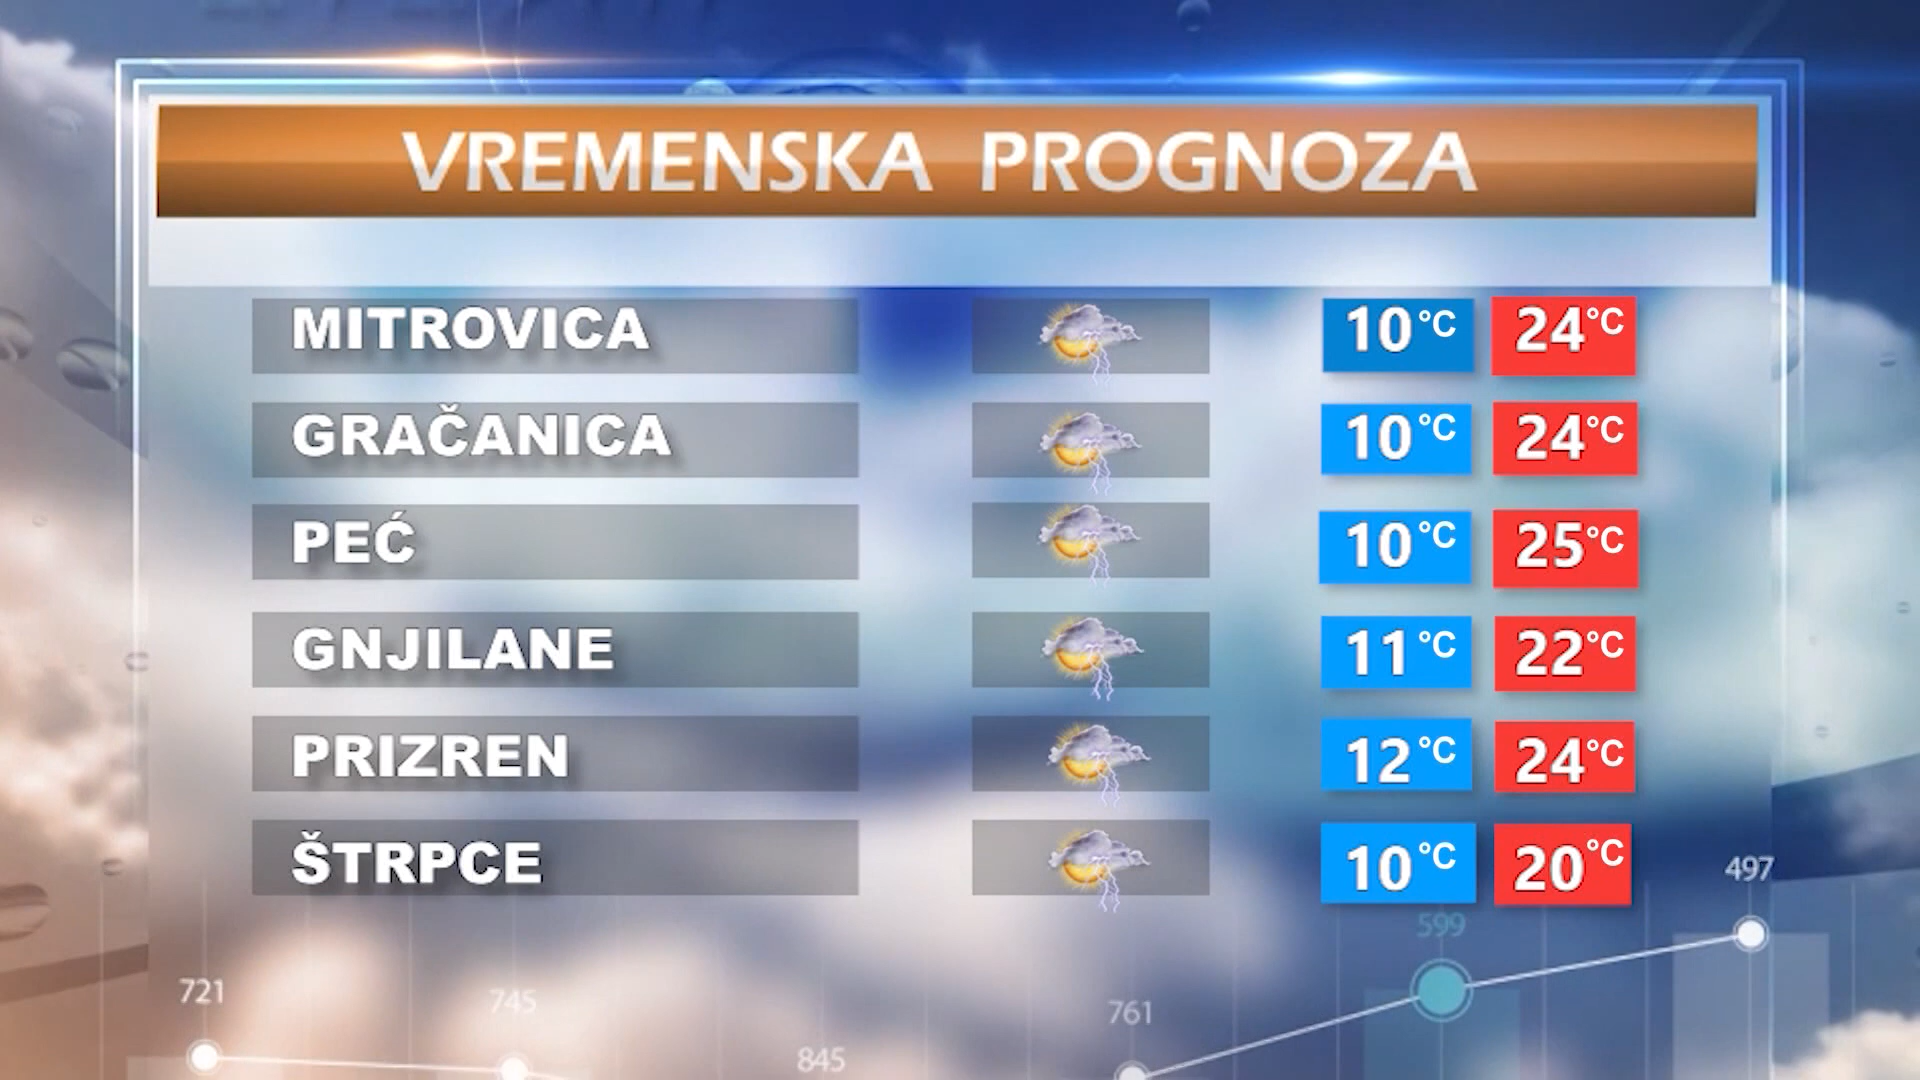 VREMENSKA PROGNOZA
MITROVICA 10°C 24°C
GRAČANICA 10°C 24°C
PEĆ 10°C 25°C
GNJILANE 11°C 22°C
PRIZREN 12°C 24°C
ŠTRPCE 10°C 20°C
497
599
721
745
761
845